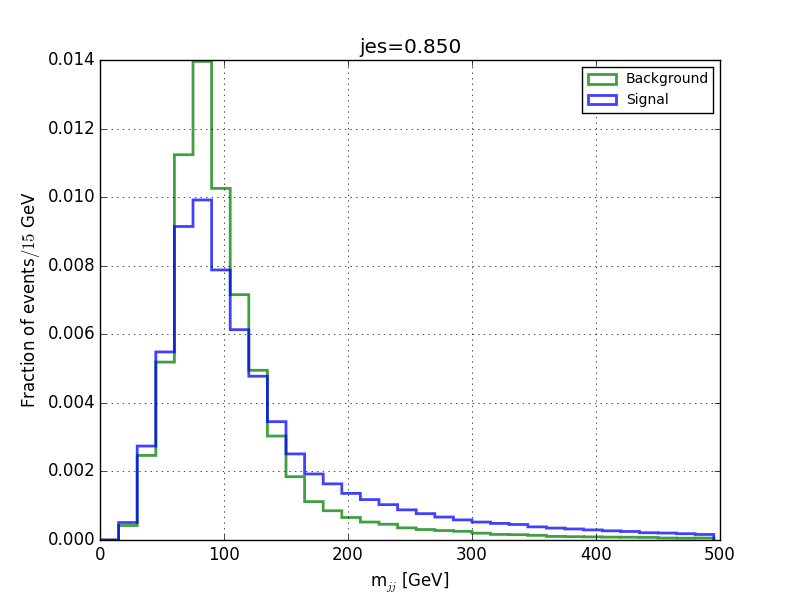 jes=0.850
0.014
0.012
0.010
0.008
0.006
0.004
0.002
0.000
Fraction of events/15 GeV
Background
Signal
0 100 200 300 400 500
m_jj [GeV]